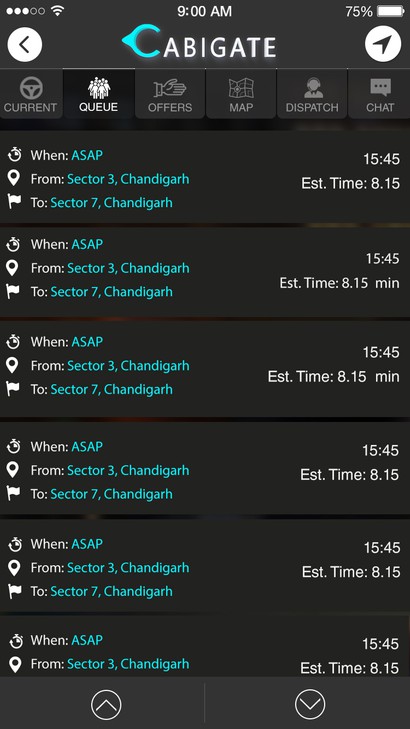 9:00 AM 75%
CABIGATE
CURRENT QUEUE OFFERS MAP DISPATCH CHAT
When: ASAP 15:45
From: Sector 3, Chandigarh Est. Time: 8.15
To: Sector 7, Chandigarh
When: ASAP 15:45
From: Sector 3, Chandigarh Est. Time: 8.15 min
To: Sector 7, Chandigarh
When: ASAP 15:45
From: Sector 3, Chandigarh Est. Time: 8.15 min
To: Sector 7, Chandigarh
When: ASAP 15:45
From: Sector 3, Chandigarh Est. Time: 8.15
To: Sector 7, Chandigarh
When: ASAP 15:45
From: Sector 3, Chandigarh Est. Time: 8.15
To: Sector 7, Chandigarh
When: ASAP 15:45
From: Sector 3, Chandigarh Est. Time: 8.15